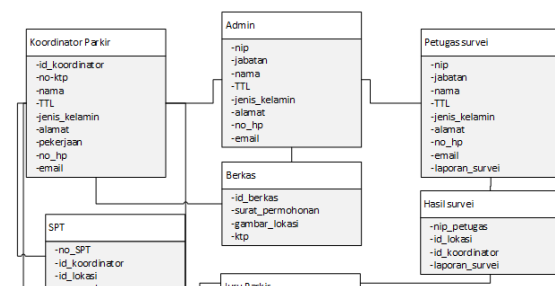 Koordinator Parkir
-id_koordinator
-no-ktp
-nama
-TTL
-jenis_kelamin
-alamat
-pekerjaan
-no_hp
-email
Admin
-nip
-jabatan
-nama
-TTL
-jenis_kelamin
-alamat
-no_hp
-email
Petugas survei
-nip
-jabatan
-nama
-TTL
-jenis_kelamin
-alamat
-no_hp
-email
-laporan_survei
Berkas
-id_berkas
-surat_permohonan
-gambar_lokasi
-ktp
Hasil survei
-nip_petugas
-id_lokasi
-id_koordinator
-laporan_survei
SPT
-no_SPT
-id_koordinator
-id_lokasi
Juru Parkir